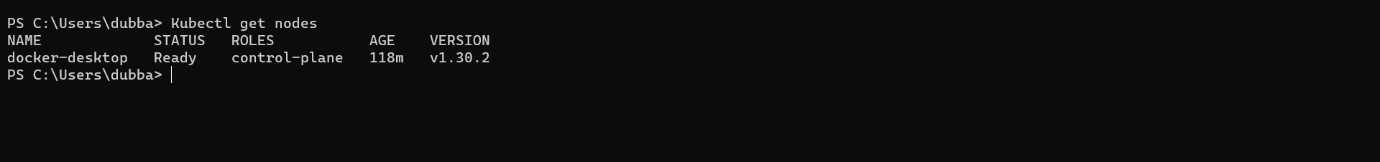 PS C:\Users\dubba> Kubectl get nodes
NAME             STATUS   ROLES           AGE    VERSION
docker-desktop   Ready    control-plane   118m   v1.30.2
PS C:\Users\dubba>